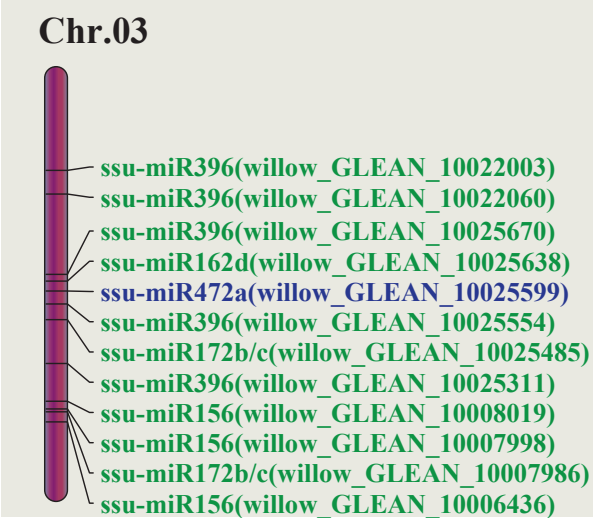 Chr.03
ssu-miR396(willow_GLEAN_10022003)
ssu-miR396(willow_GLEAN_10022060)
ssu-miR396(willow_GLEAN_10025670)
ssu-miR162d(willow_GLEAN_10025638)
ssu-miR472a(willow_GLEAN_10025599)
ssu-miR396(willow_GLEAN_10025554)
ssu-miR172b/c(willow_GLEAN_10025485)
ssu-miR396(willow_GLEAN_10025311)
ssu-miR156(willow_GLEAN_10008019)
ssu-miR156(willow_GLEAN_10007998)
ssu-miR172b/c(willow_GLEAN_10007986)
ssu-miR156(willow_GLEAN_10006436)